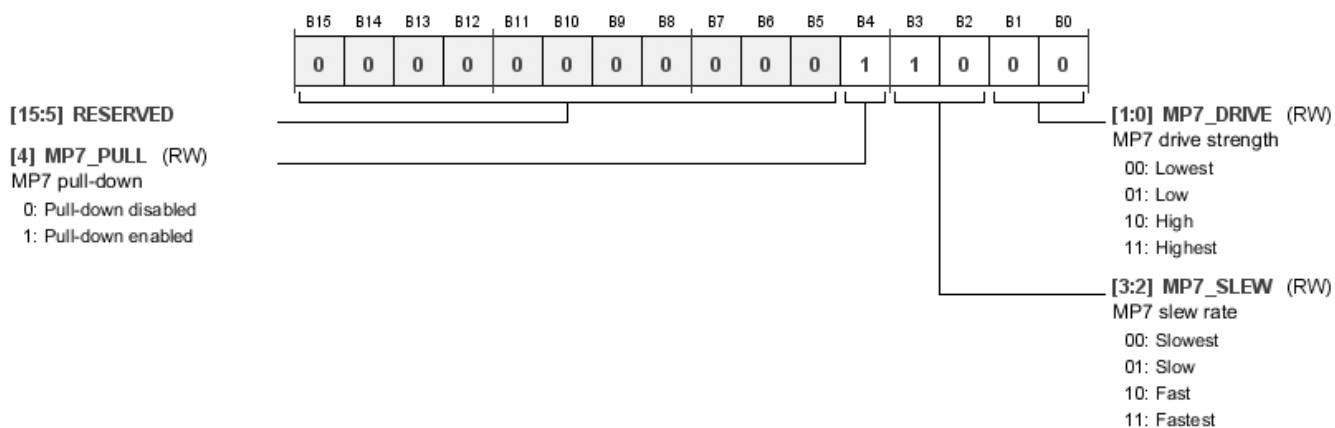 B15 B14 B13 B12 B11 B10 B9 B8 B7 B6 B5 B4 B3 B2 B1 B0
0 0 0 0 0 0 0 0 0 0 0 1 1 0 0 0
[15:5] RESERVED
[4] MP7_PULL (RW)
MP7 pull-down
0: Pull-down disabled
1: Pull-down enabled
[1:0] MP7_DRIVE (RW)
MP7 drive strength
00: Lowest
01: Low
10: High
11: Highest
[3:2] MP7_SLEW (RW)
MP7 slew rate
00: Slowest
01: Slow
10: Fast
11: Fastest